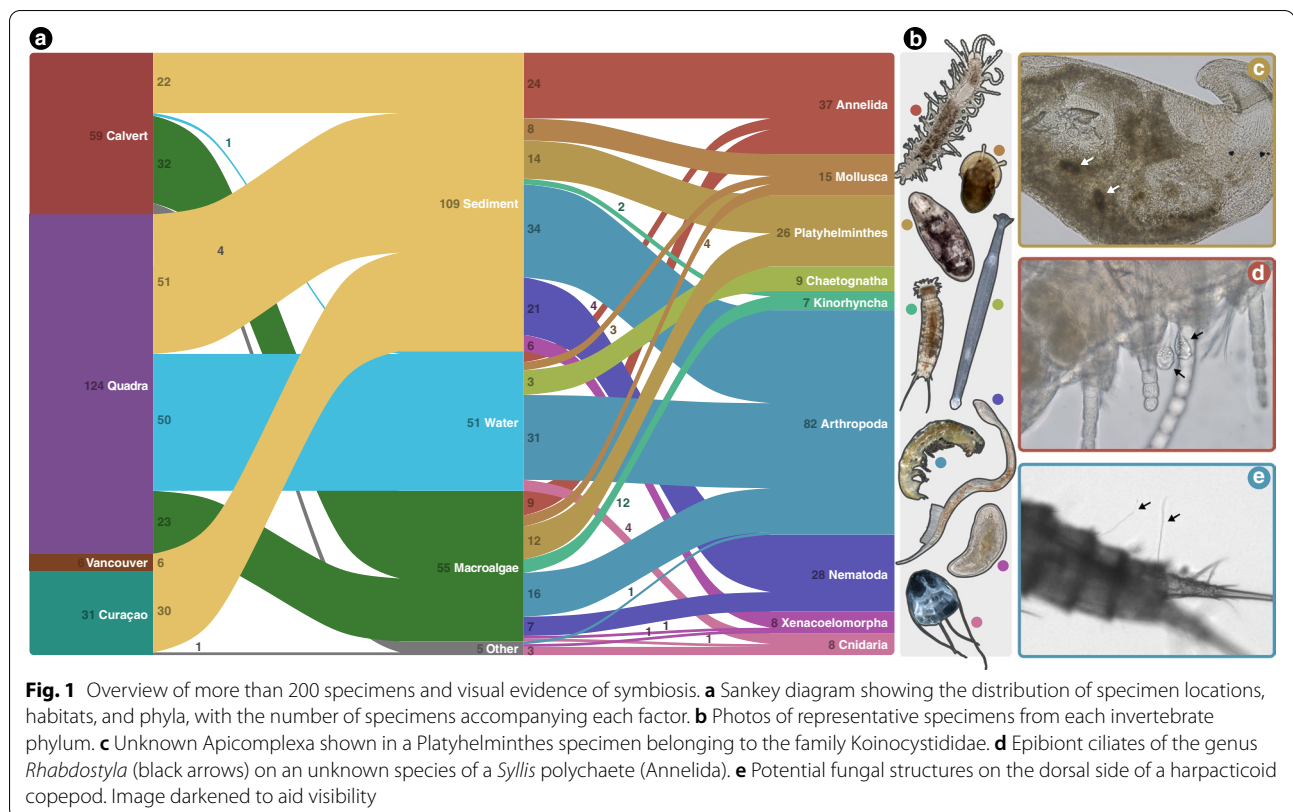 a
b
22
24
c
37 Annelida
59 Calvert
1
8
32
14
15 Mollusca
2
109 Sediment
4
34
26 Platyhelminthes
4
51
9 Chaetognatha
d
21
4
7 Kinorhyncha
3
6
3
124 Quadra
50
51 Water
31
82 Arthropoda
e
9
12
23
4
12
6 Vancouver
6
55 Macroalgae
28 Nematoda
16
1
31 Curaçao
30
7
1
8 Xenacoelomorpha
1
1
5 Other
3
8 Cnidaria
Fig. 1 Overview of more than 200 specimens and visual evidence of symbiosis. a Sankey diagram showing the distribution of specimen locations,
habitats, and phyla, with the number of specimens accompanying each factor. b Photos of representative specimens from each invertebrate
phylum. c Unknown Apicomplexa shown in a Platyhelminthes specimen belonging to the family Koinocystididae. d Epibiont ciliates of the genus
Rhabdostyla (black arrows) on an unknown species of a Syllis polychaete (Annelida). e Potential fungal structures on the dorsal side of a harpacticoid
copepod. Image darkened to aid visibility